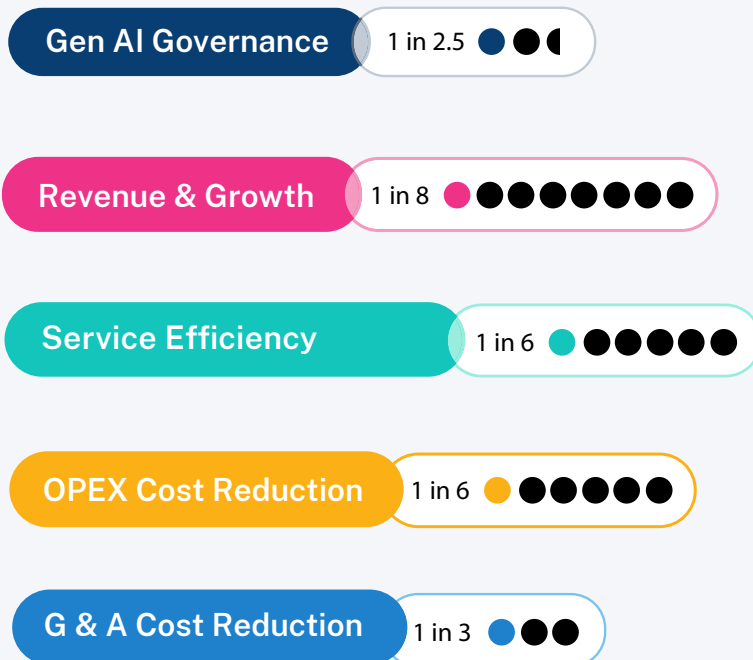 Gen AI Governance 1 in 2.5
Revenue & Growth 1 in 8
Service Efficiency 1 in 6
OPEX Cost Reduction 1 in 6
G & A Cost Reduction 1 in 3